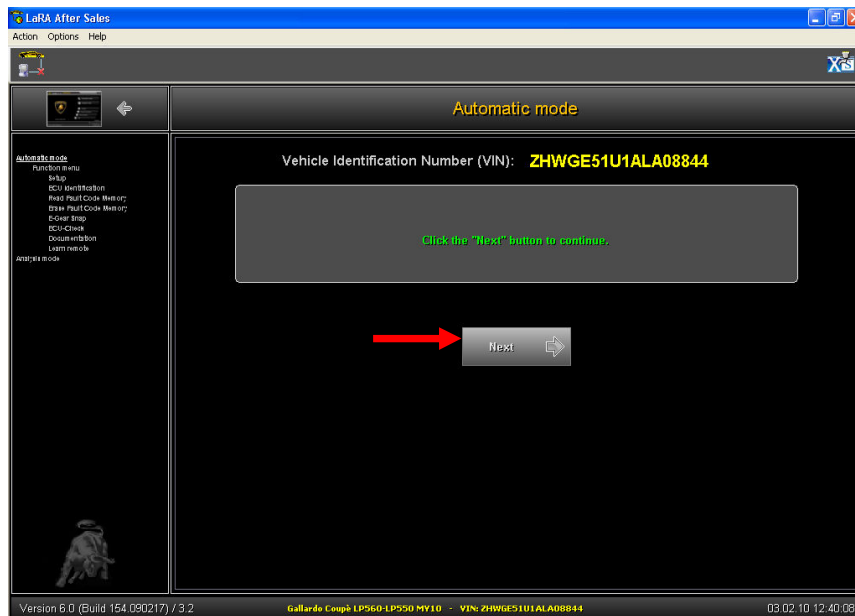 LaRA After Sales
Action Options Help
Automatic mode
Automatic mode
Function menu
Setup
ECU Identification
Read Fault Code Memory
Erase Fault Code Memory
E-Gear Snap
ECU-Check
Documentation
Learn remote
Analysis mode
Vehicle Identification Number (VIN): ZHWGE51U1ALA08844
Click the "Next" button to continue.
Next
Version 6.0 (Build 154.090217) / 3.2
Gallardo Coupè LP560-LP550 MY10 - VIN: ZHWGE51U1ALA08844
03.02.10 12:40:08